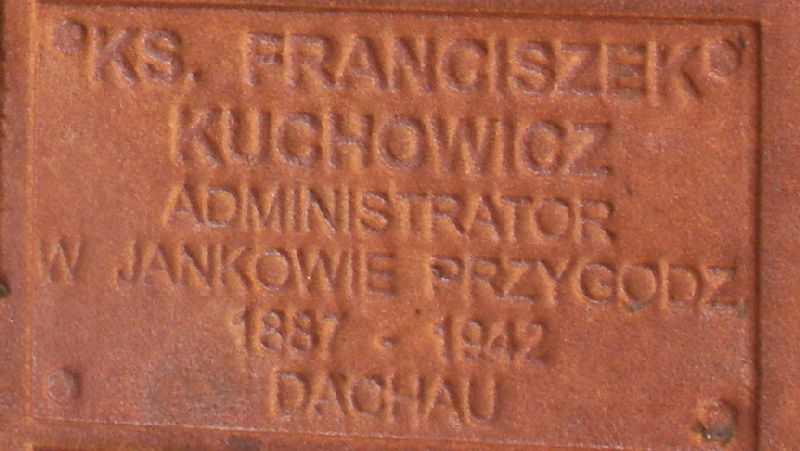 KS. FRANCISZEK
KUCHOWICZ
ADMINISTRATOR
W JANKOWIE PRZYGODZ.
1887 - 1942
DACHAU